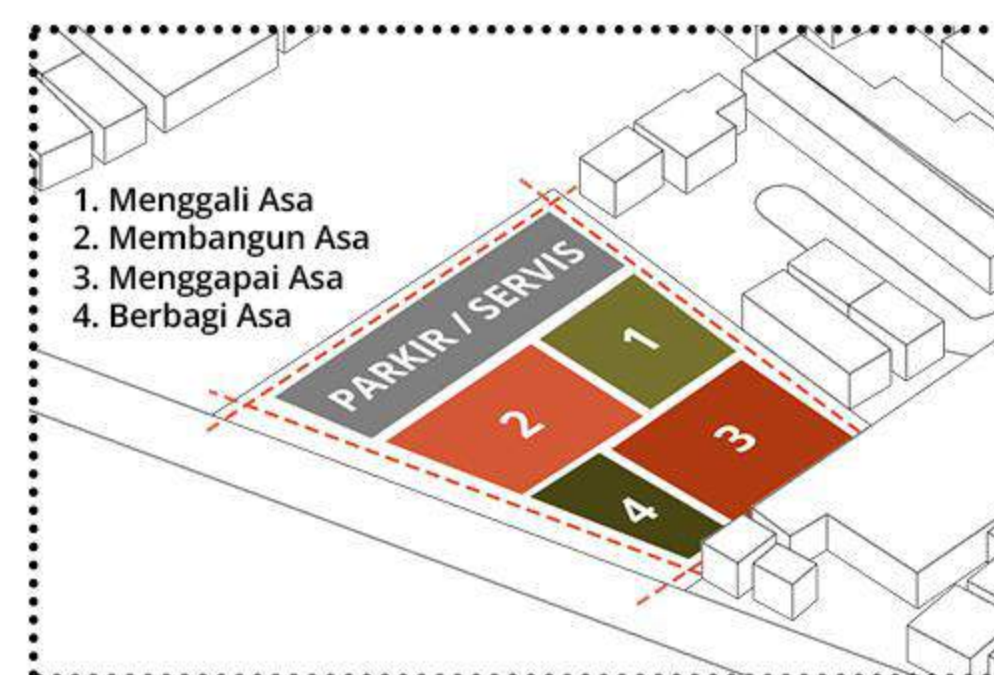 1. Menggali Asa
2. Membangun Asa
3. Menggapai Asa
4. Berbagi Asa
PARKIR / SERVIS
1
2
3
4